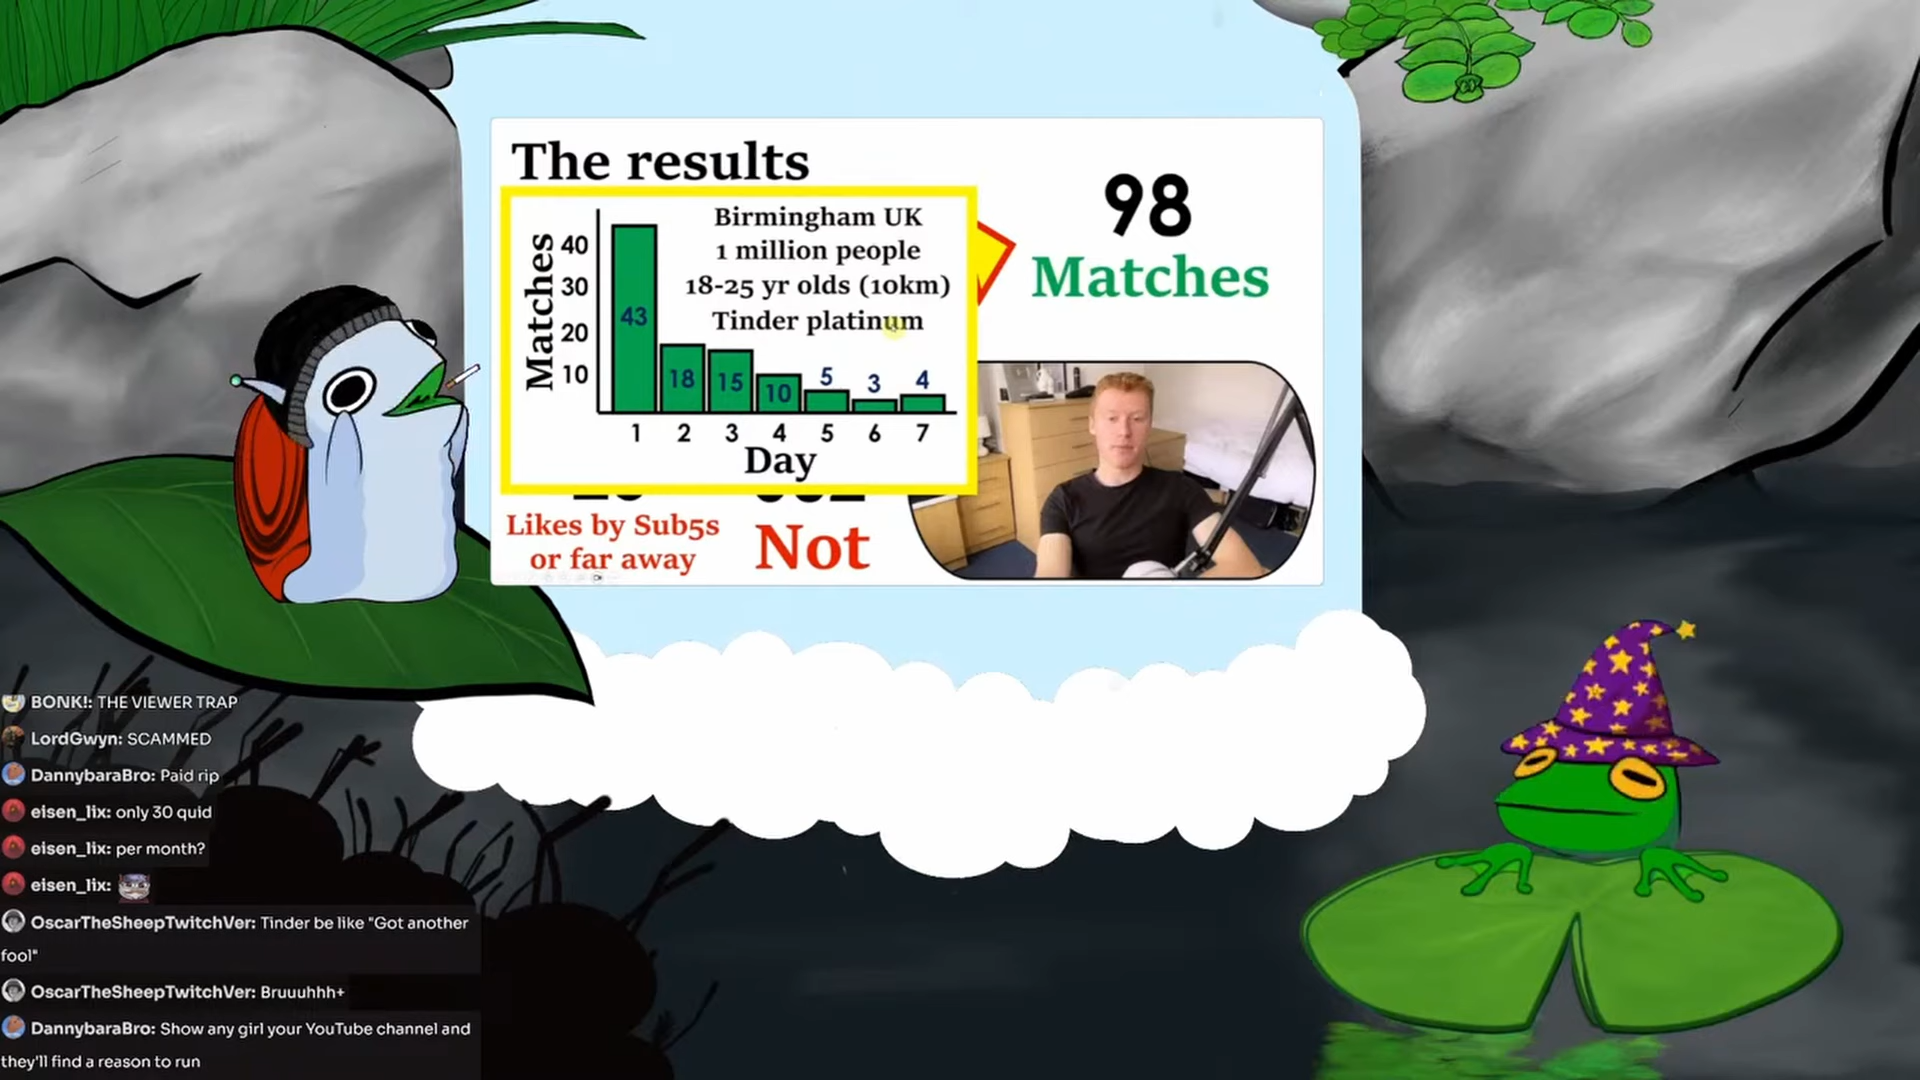 The results
98
Matches
Birmingham UK
1 million people
18-25 yr olds (10km)
Tinder platinum
Matches
40
30
20
10
43
18
15
10
5
3
4
1 2 3 4 5 6 7
Day
Likes by Sub5s
or far away
Not
BONK!: THE VIEWER TRAP
LordGwyn: SCAMMED
DannybaraBro: Paid rip
eisen_1ix: only 30 quid
eisen_1ix: per month?
eisen_1ix:
OscarTheSheepTwitchVer: Tinder be like "Got another
fool"
OscarTheSheepTwitchVer: Bruuuhhh+
DannybaraBro: Show any girl your YouTube channel and
they'll find a reason to run